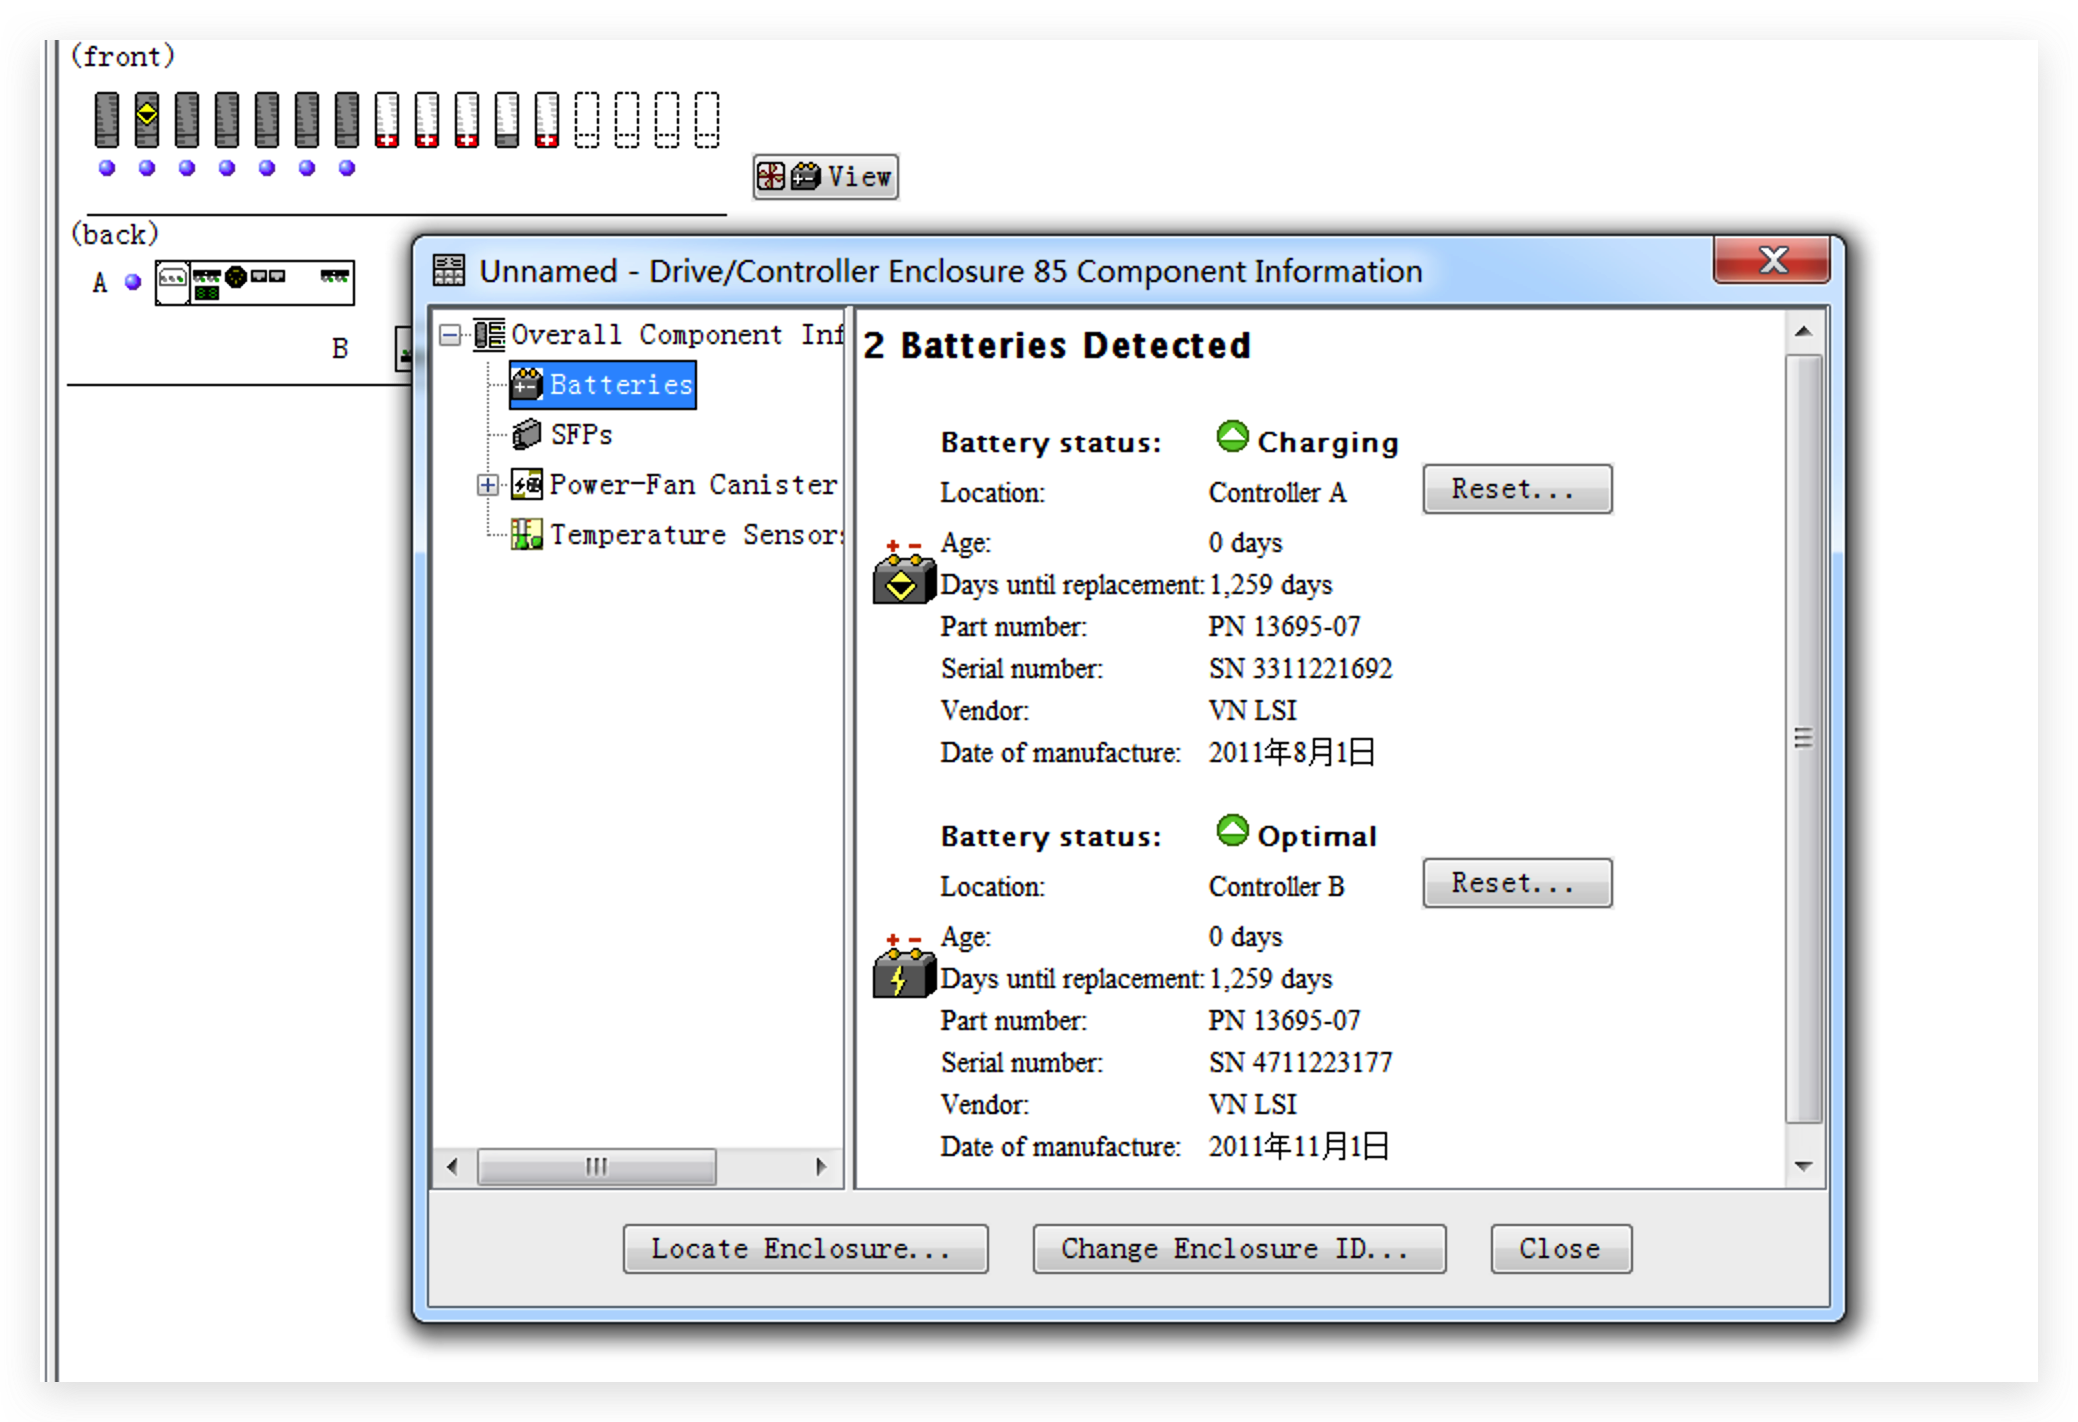 (front)
View
(back)
A
B
Unnamed - Drive/Controller Enclosure 85 Component Information
Overall Component Inf
Batteries
SFPs
Power-Fan Canister
Temperature Sensor
2 Batteries Detected
Battery status: Charging
Location: Controller A Reset...
Age: 0 days
Days until replacement: 1,259 days
Part number: PN 13695-07
Serial number: SN 3311221692
Vendor: VN LSI
Date of manufacture: 2011年8月1日
Battery status: Optimal
Location: Controller B Reset...
Age: 0 days
Days until replacement: 1,259 days
Part number: PN 13695-07
Serial number: SN 4711223177
Vendor: VN LSI
Date of manufacture: 2011年11月1日
Locate Enclosure... Change Enclosure ID... Close